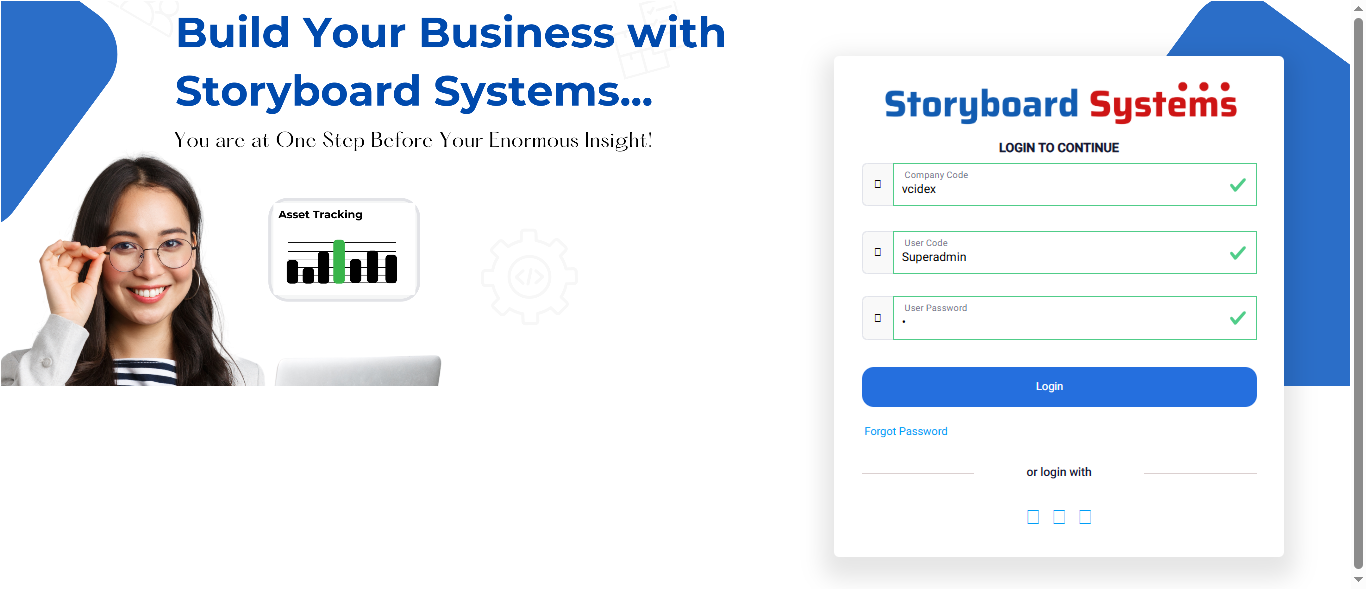 Build Your Business with
Storyboard Systems...
You are at One Step Before Your Enormous Insight!
Asset Tracking
</>
Storyboard Systems
LOGIN TO CONTINUE
Company Code
vcidex
User Code
Superadmin
User Password
•
Login
Forgot Password
or login with